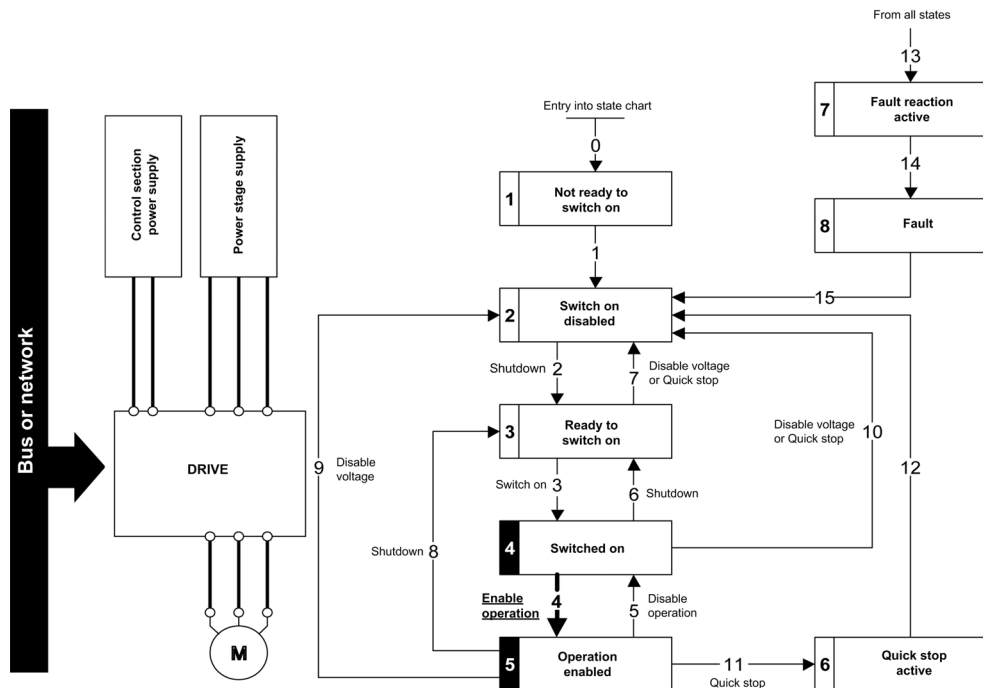 From all states
13
7
Fault reaction
active
14
8
Fault
15
Entry into state chart
0
1
Not ready to
switch on
1
2
Switch on
disabled
Shutdown
2
7
Disable voltage
or Quick stop
3
Ready to
switch on
Switch on
3
6
Shutdown
4
Switched on
Enable
operation
4
5
Disable
operation
5
Operation
enabled
11
Quick stop
6
Quick stop
active
12
10
Disable voltage
or Quick stop
9
Disable
voltage
Shutdown
8
Bus or network
Control section
power supply
Power stage supply
DRIVE
M